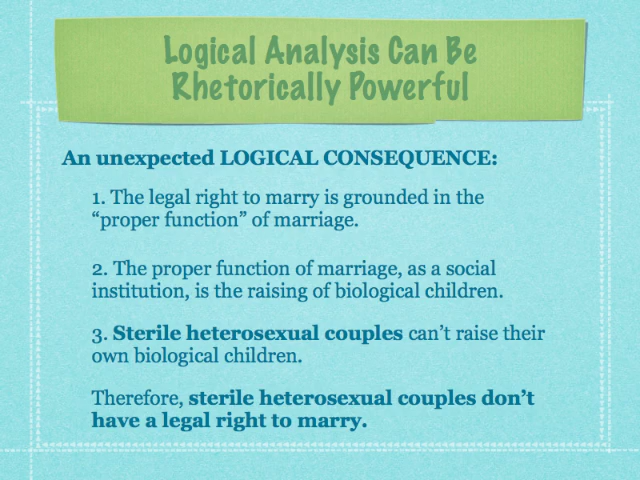 Logical Analysis Can Be
Rhetorically Powerful
An unexpected LOGICAL CONSEQUENCE:
1. The legal right to marry is grounded in the
“proper function” of marriage.
2. The proper function of marriage, as a social
institution, is the raising of biological children.
3. Sterile heterosexual couples can’t raise their
own biological children.
Therefore, sterile heterosexual couples don’t
have a legal right to marry.